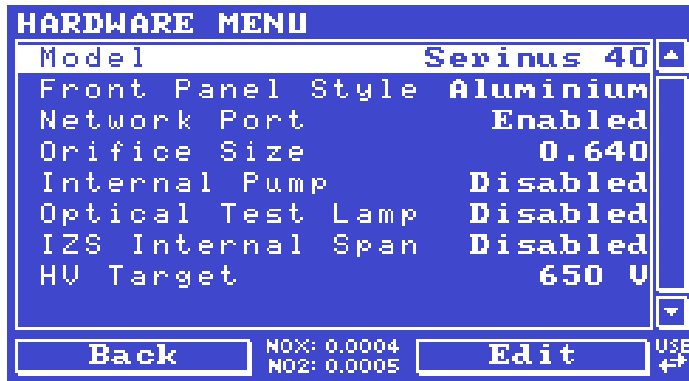 HARDWARE MENU
Model Serinus 40
Front Panel Style Aluminium
Network Port Enabled
Orifice Size 0.640
Internal Pump Disabled
Optical Test Lamp Disabled
IZS Internal Span Disabled
HV Target 650 V
Back NOX: 0.0004 Edit USB
NO2: 0.0005